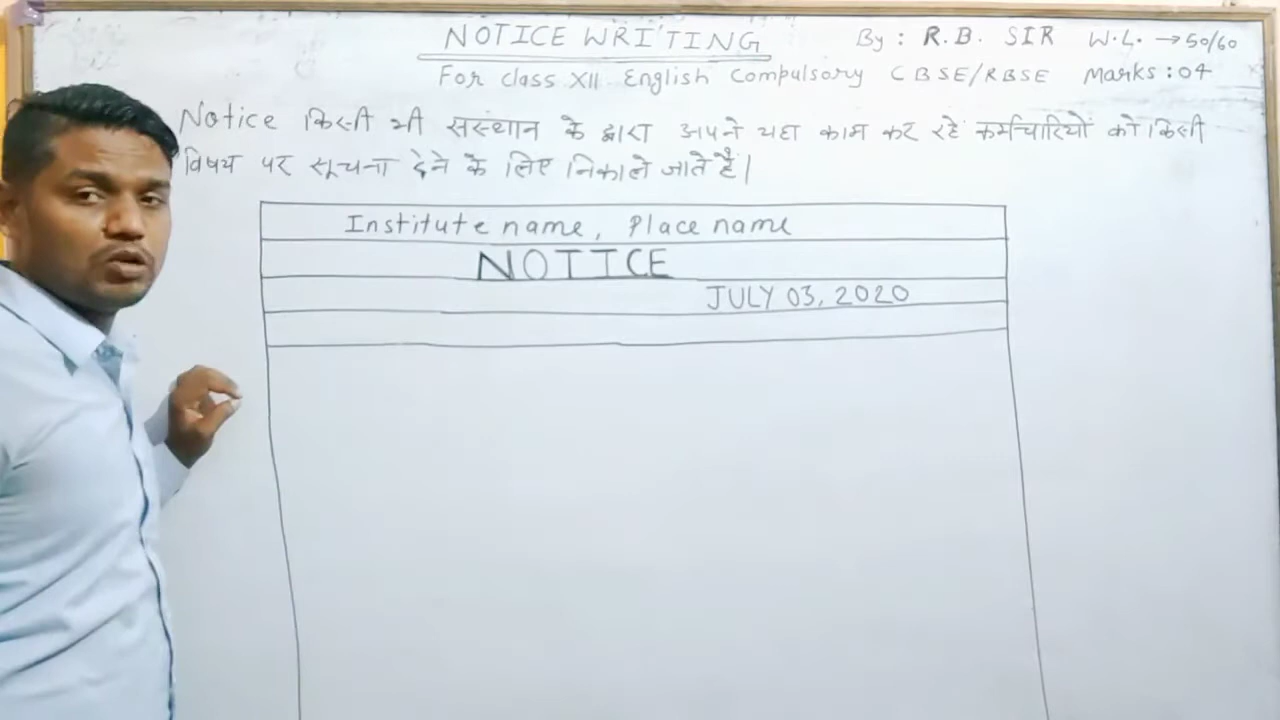 NOTICE WRITING By : R.B. SIR W.L. → 50/60
For class XII English Compulsory CBSE/RBSE Marks : 04
Notice किसी भी संस्थान के द्वारा अपने यहा काम कर रहे कर्मचारियों को किसी
विषय पर सूचना देने के लिए निकाले जाते है।
Institute name, Place name
NOTICE
JULY 03, 2020